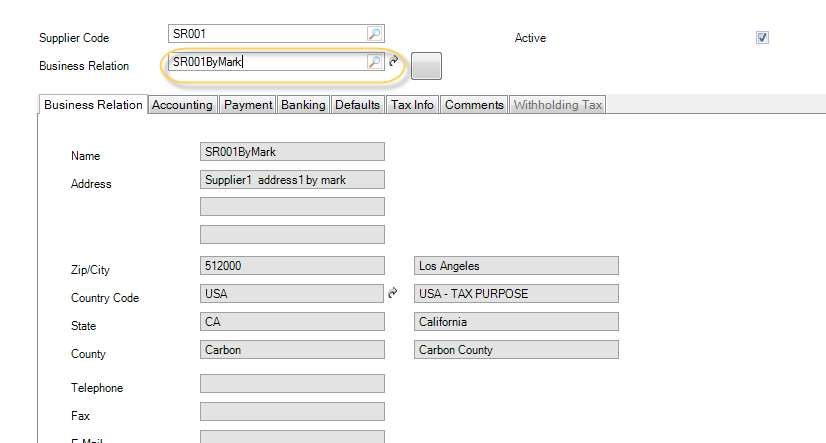 Supplier Code SR001 Active
Business Relation SR001ByMark
Business Relation Accounting Payment Banking Defaults Tax Info Comments Withholding Tax
Name SR001ByMark
Address Supplier1 address1 by mark
Zip/City 512000 Los Angeles
Country Code USA USA - TAX PURPOSE
State CA California
County Carbon Carbon County
Telephone
Fax
E-Mail